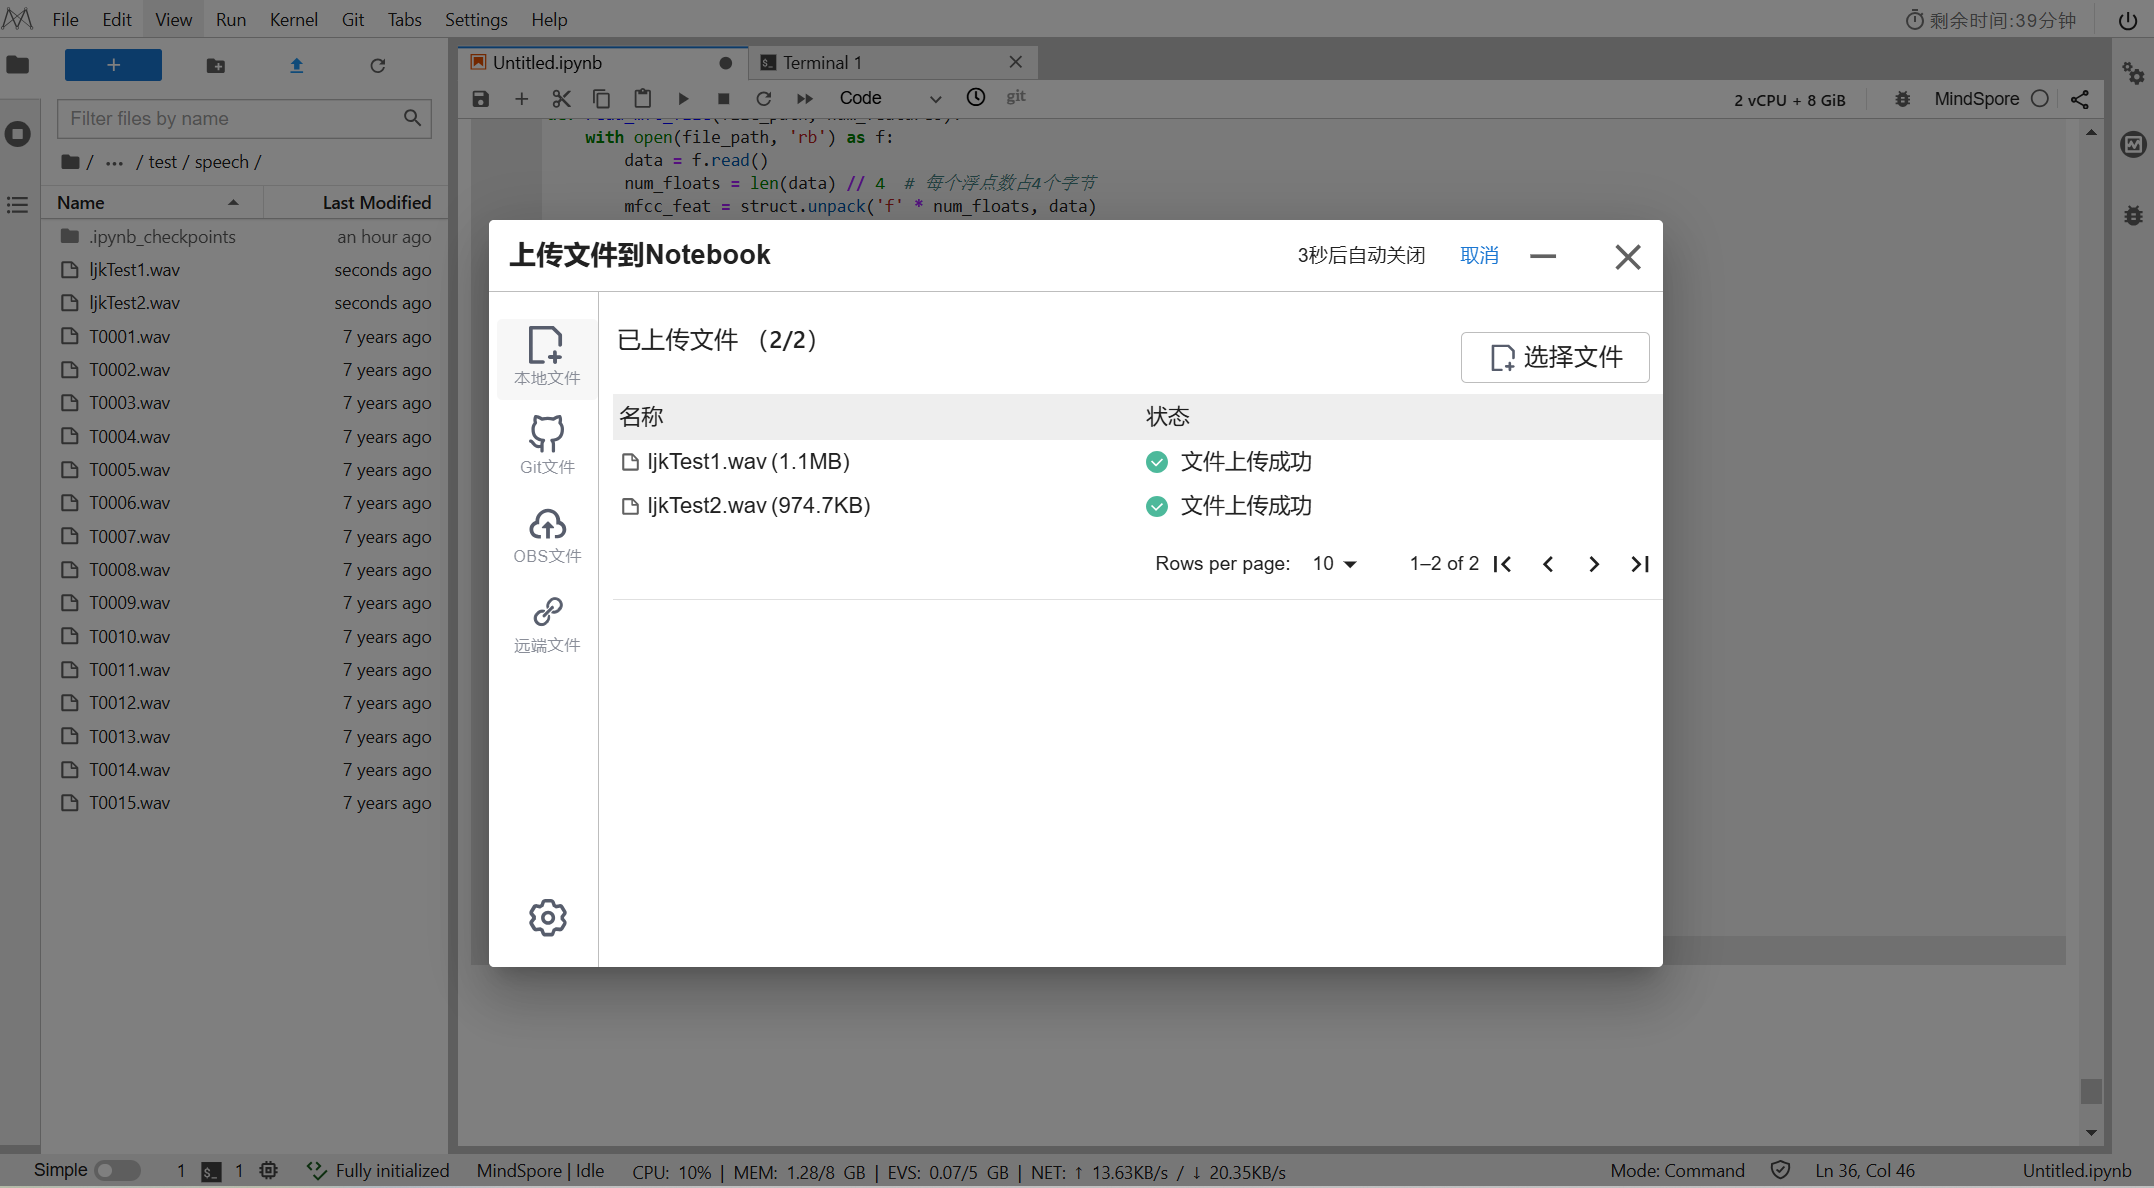 File Edit View Run Kernel Git Tabs Settings Help
剩余时间:39分钟
Untitled.ipynb
Terminal 1
Filter files by name
Code
git
2 vCPU + 8 GiB
MindSpore
/ ··· / test / speech /
Name Last Modified
.ipynb_checkpoints an hour ago
ljkTest1.wav seconds ago
ljkTest2.wav seconds ago
T0001.wav 7 years ago
T0002.wav 7 years ago
T0003.wav 7 years ago
T0004.wav 7 years ago
T0005.wav 7 years ago
T0006.wav 7 years ago
T0007.wav 7 years ago
T0008.wav 7 years ago
T0009.wav 7 years ago
T0010.wav 7 years ago
T0011.wav 7 years ago
T0012.wav 7 years ago
T0013.wav 7 years ago
T0014.wav 7 years ago
T0015.wav 7 years ago
with open(file_path, 'rb') as f:
data = f.read()
num_floats = len(data) // 4 # 每个浮点数占4个字节
mfcc_feat = struct.unpack('f' * num_floats, data)
上传文件到Notebook
3秒后自动关闭 取消
本地文件
Git文件
OBS文件
远端文件
已上传文件 （2/2）
选择文件
名称 状态
ljkTest1.wav (1.1MB) 文件上传成功
ljkTest2.wav (974.7KB) 文件上传成功
Rows per page: 10 1–2 of 2
Simple 1 1 Fully initialized MindSpore | Idle CPU: 10% | MEM: 1.28/8 GB | EVS: 0.07/5 GB | NET: ↑ 13.63KB/s / ↓ 20.35KB/s Mode: Command Ln 36, Col 46 Untitled.ipynb